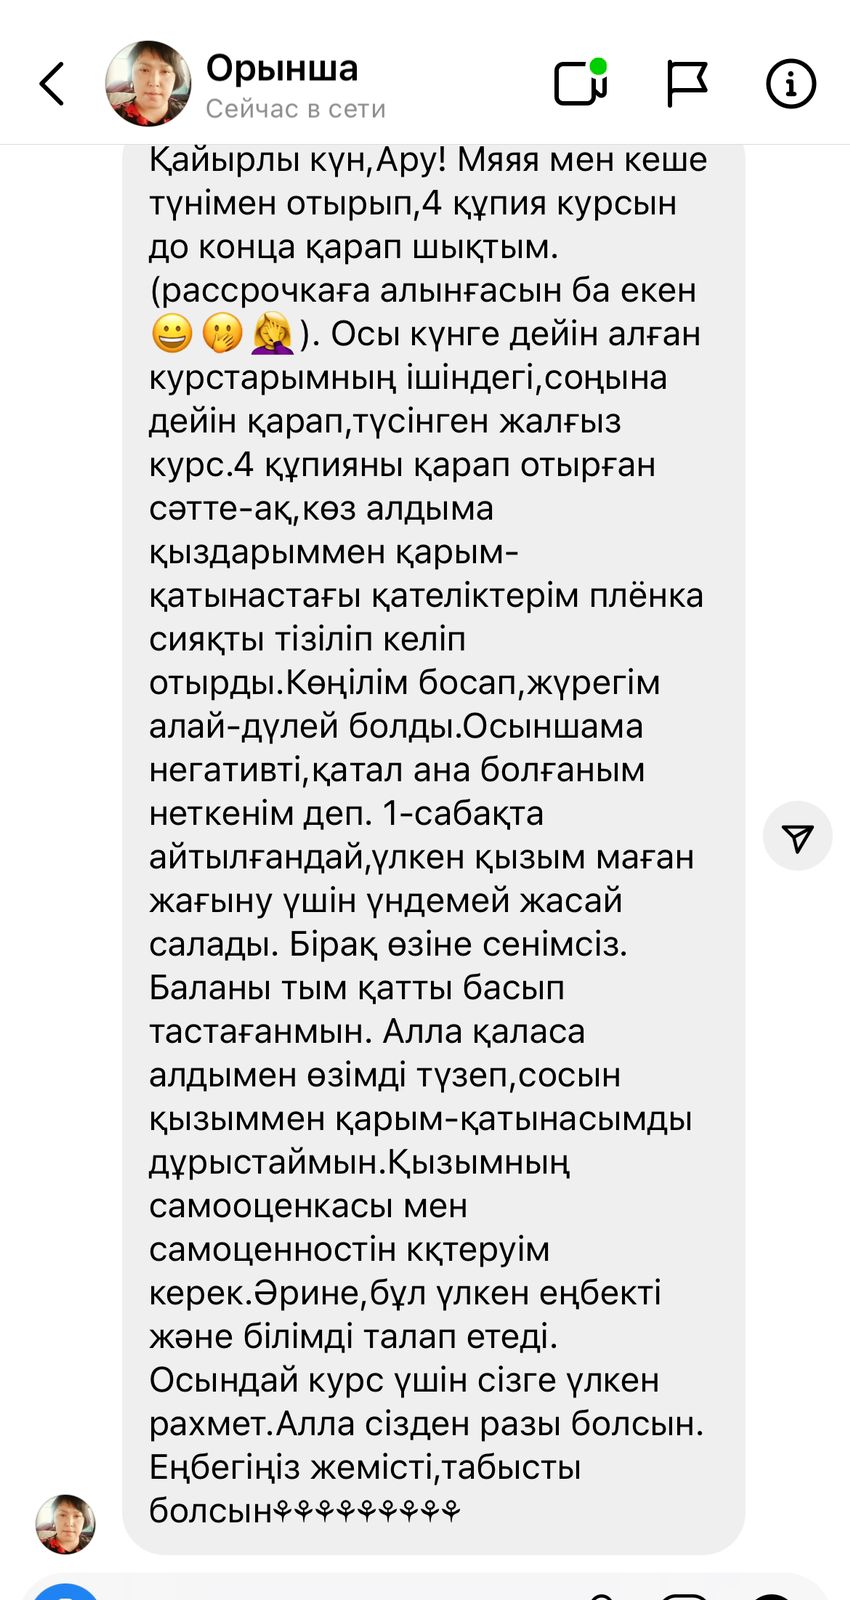 Орынша
Сейчас в сети
Қайырлы күн,Ару! Мяяя мен кеше
түнімен отырып,4 құпия курсын
до конца қарап шықтым.
(рассрочкаға алынғасын ба екен
😀🤭🤦‍♀️). Осы күнге дейін алған
курстарымның ішіндегі,соңына
дейін қарап,түсінген жалғыз
курс.4 құпияны қарап отырған
сәтте-ақ,көз алдыма
қыздарыммен қарым-
қатынастағы қателіктерім плёнка
сияқты тізіліп келіп
отырды.Көңілім босап,жүрегім
алай-дүлей болды.Осыншама
негативті,қатал ана болғаным
неткенім деп. 1-сабақта
айтылғандай,үлкен қызым маған
жағыну үшін үндемей жасай
салады. Бірақ өзіне сенімсіз.
Баланы тым қатты басып
тастағанмын. Алла қаласа
алдымен өзімді түзеп,сосын
қызыммен қарым-қатынасымды
дұрыстаймын.Қызымның
самооценкасы мен
самоценностін кқтеруім
керек.Әрине,бұл үлкен еңбекті
және білімді талап етеді.
Осындай курс үшін сізге үлкен
рахмет.Алла сізден разы болсын.
Еңбегіңіз жемісті,табысты
болсын⚘⚘⚘⚘⚘⚘⚘⚘⚘